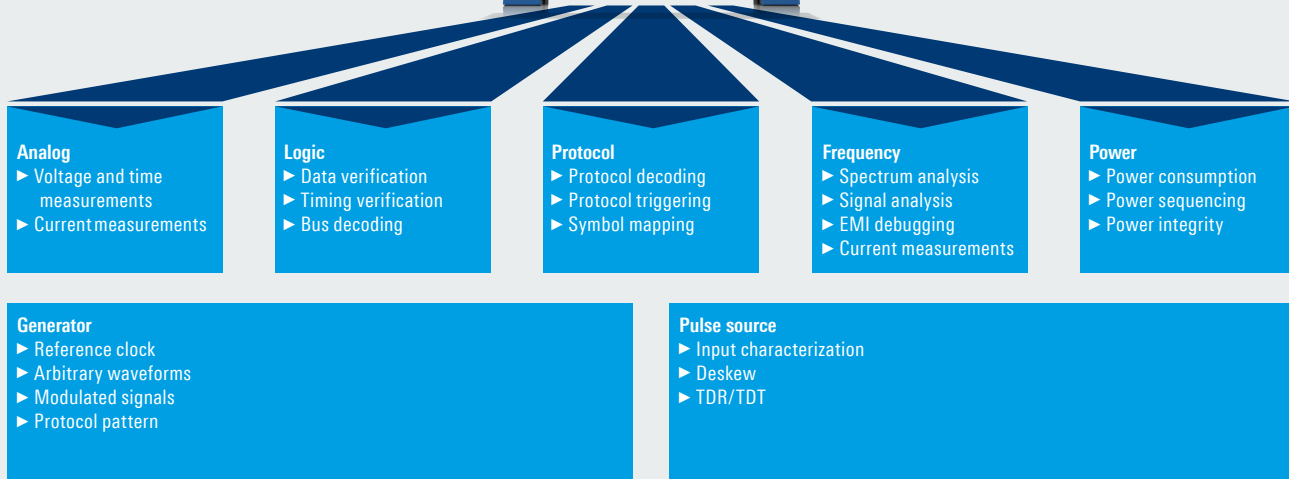 Analog
► Voltage and time
measurements
► Current measurements
Logic
► Data verification
► Timing verification
► Bus decoding
Protocol
► Protocol decoding
► Protocol triggering
► Symbol mapping
Frequency
► Spectrum analysis
► Signal analysis
► EMI debugging
► Current measurements
Power
► Power consumption
► Power sequencing
► Power integrity
Generator
► Reference clock
► Arbitrary waveforms
► Modulated signals
► Protocol pattern
Pulse source
► Input characterization
► Deskew
► TDR/TDT